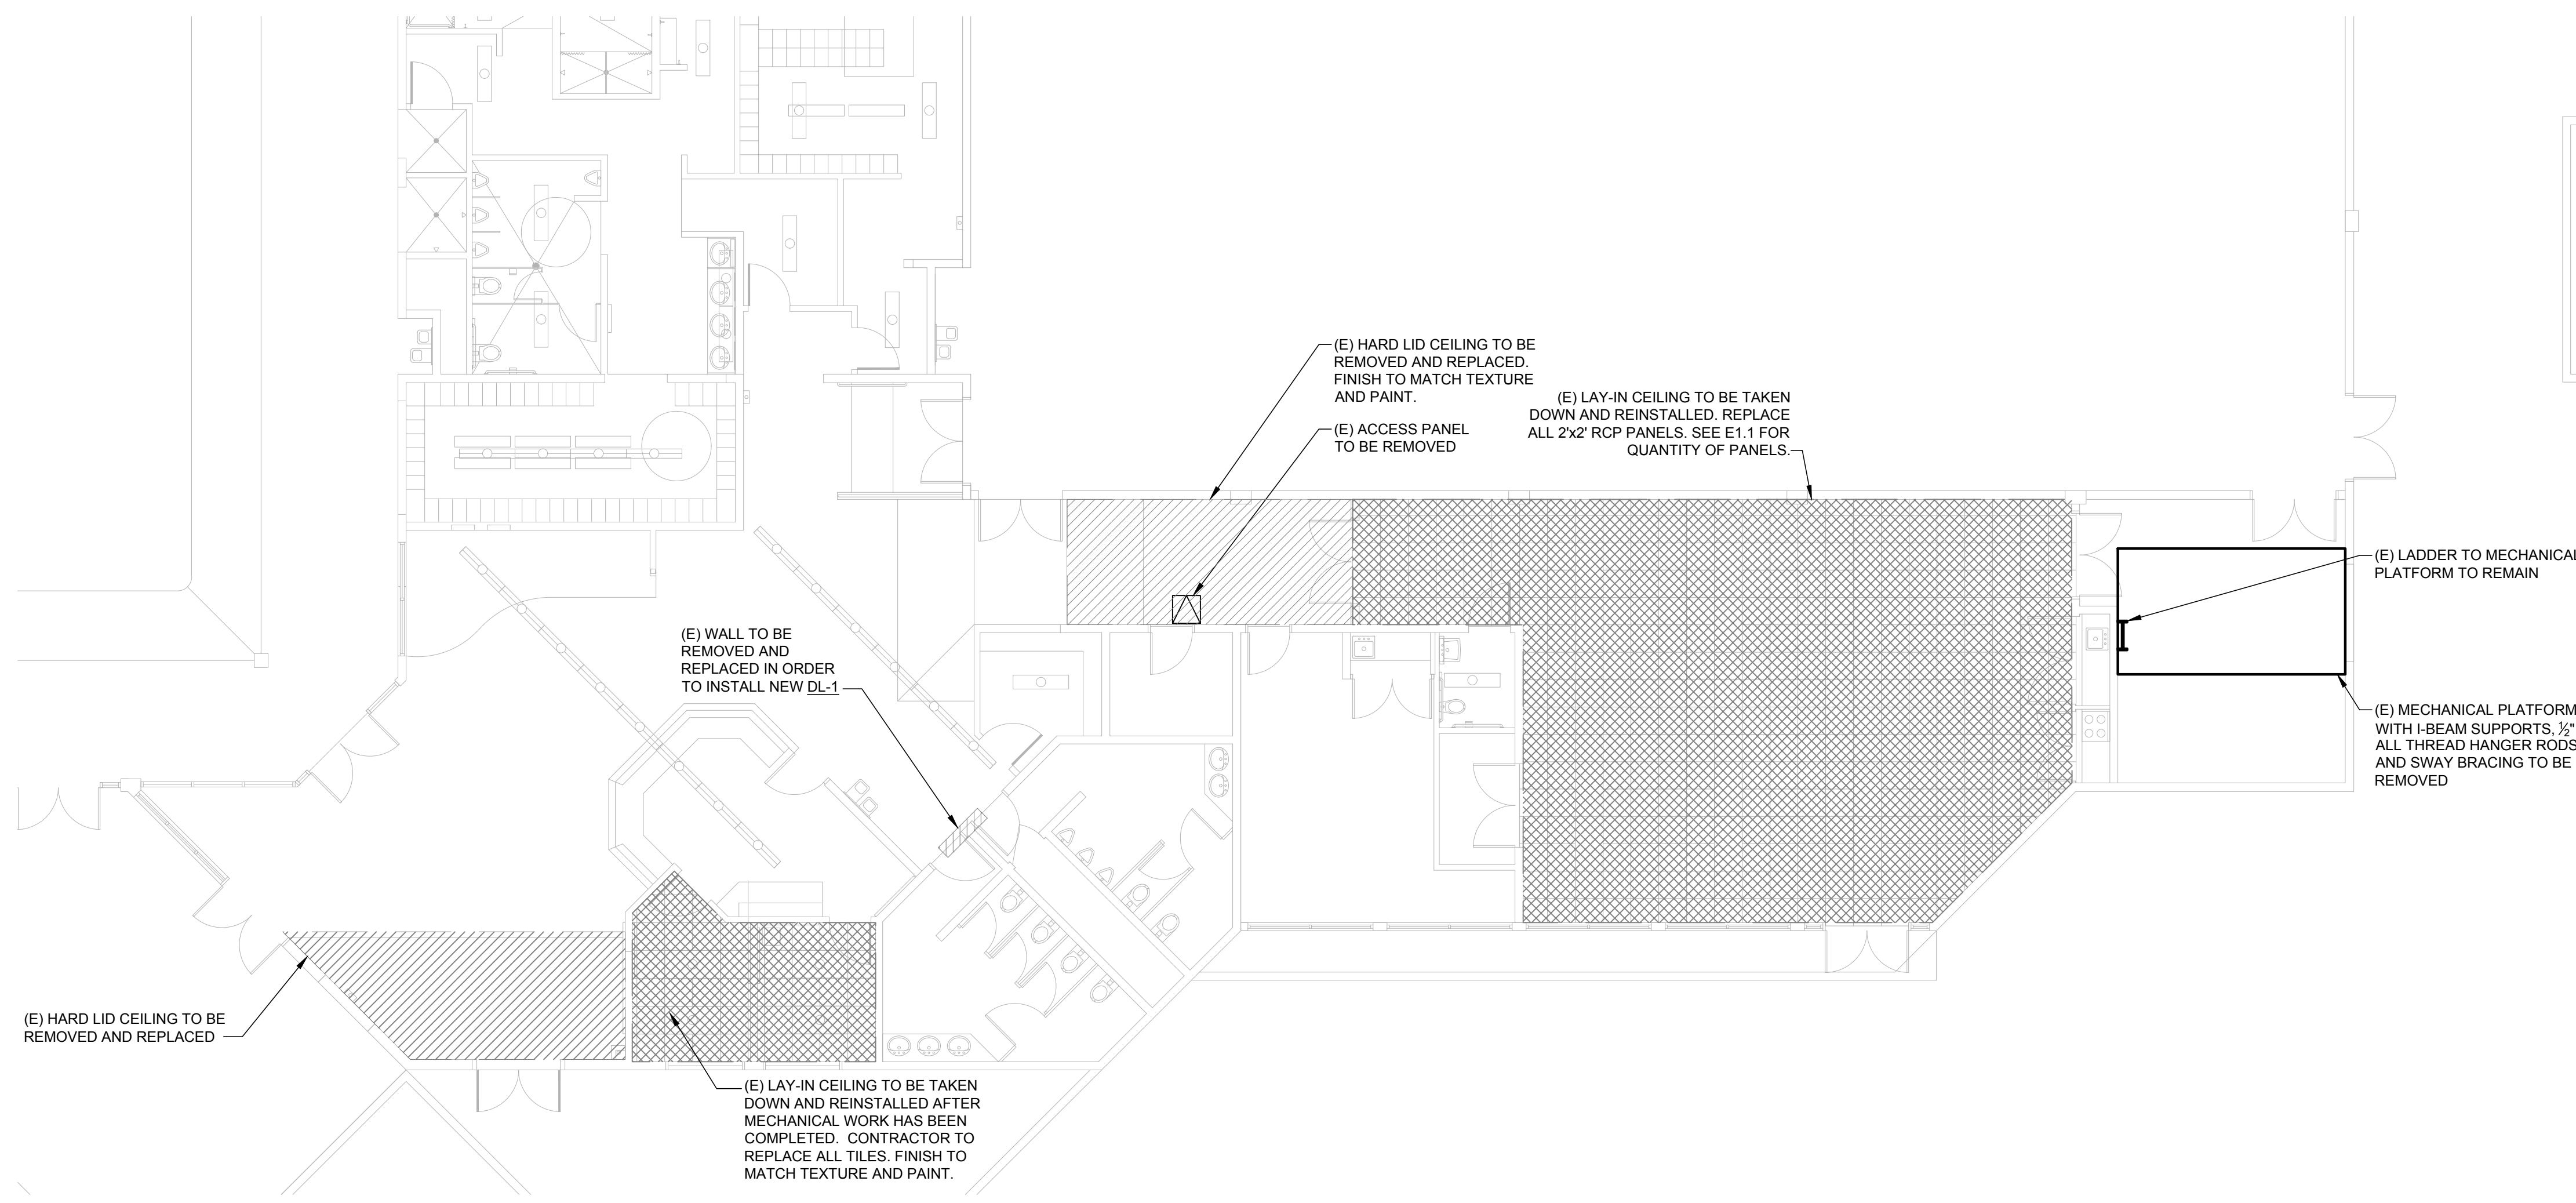 (E) HARD LID CEILING TO BE
REMOVED AND REPLACED.
FINISH TO MATCH TEXTURE
AND PAINT.
(E) LAY-IN CEILING TO BE TAKEN
DOWN AND REINSTALLED. REPLACE
ALL 2'x2' RCP PANELS. SEE E1.1 FOR
QUANTITY OF PANELS.
(E) ACCESS PANEL
TO BE REMOVED
(E) LADDER TO MECHANICAL
PLATFORM TO REMAIN
(E) WALL TO BE
REMOVED AND
REPLACED IN ORDER
TO INSTALL NEW DL-1
(E) MECHANICAL PLATFORM
WITH I-BEAM SUPPORTS, ½"
ALL THREAD HANGER RODS
AND SWAY BRACING TO BE
REMOVED
(E) HARD LID CEILING TO BE
REMOVED AND REPLACED
(E) LAY-IN CEILING TO BE TAKEN
DOWN AND REINSTALLED AFTER
MECHANICAL WORK HAS BEEN
COMPLETED. CONTRACTOR TO
REPLACE ALL TILES. FINISH TO
MATCH TEXTURE AND PAINT.